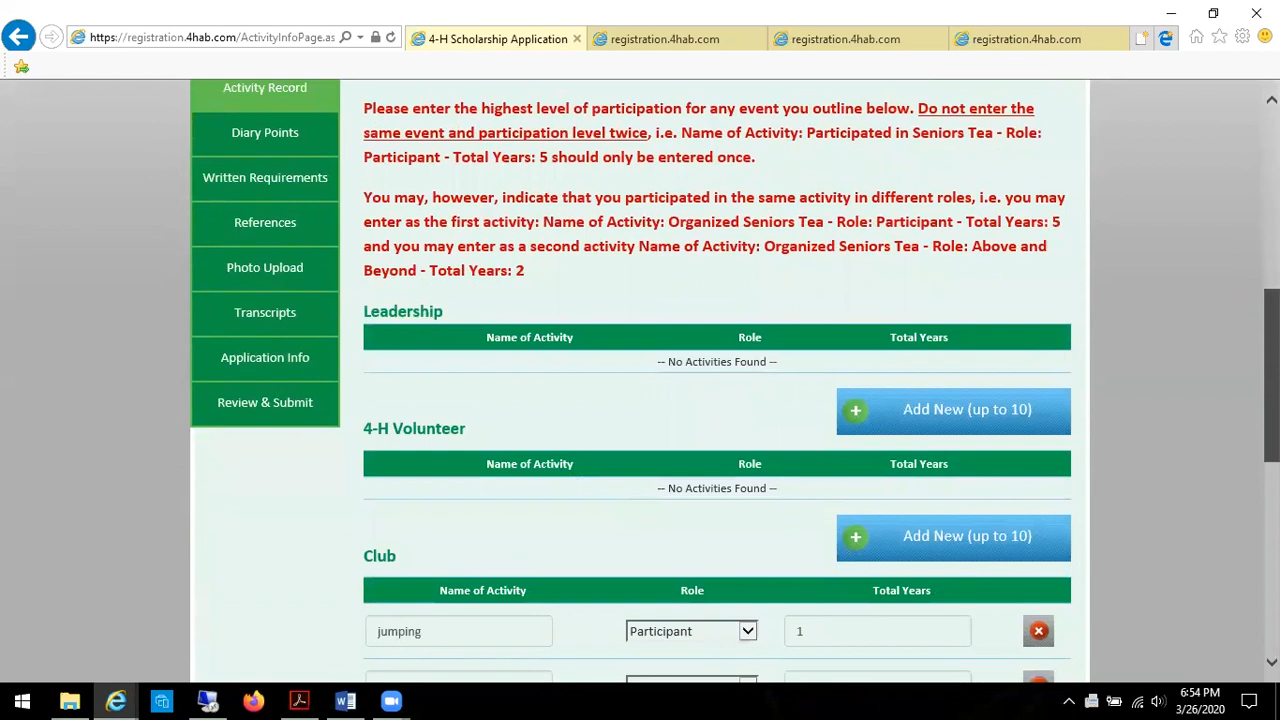 https://registration.4hab.com/ActivityInfoPage.as
4-H Scholarship Application
registration.4hab.com
registration.4hab.com
registration.4hab.com
Activity Record
Diary Points
Written Requirements
References
Photo Upload
Transcripts
Application Info
Review & Submit
Please enter the highest level of participation for any event you outline below. Do not enter the
same event and participation level twice, i.e. Name of Activity: Participated in Seniors Tea - Role:
Participant - Total Years: 5 should only be entered once.
You may, however, indicate that you participated in the same activity in different roles, i.e. you may
enter as the first activity: Name of Activity: Organized Seniors Tea - Role: Participant - Total Years: 5
and you may enter as a second activity Name of Activity: Organized Seniors Tea - Role: Above and
Beyond - Total Years: 2
Leadership
Name of Activity Role Total Years
-- No Activities Found --
Add New (up to 10)
4-H Volunteer
Name of Activity Role Total Years
-- No Activities Found --
Add New (up to 10)
Club
Name of Activity Role Total Years
jumping Participant 1
6:54 PM
3/26/2020